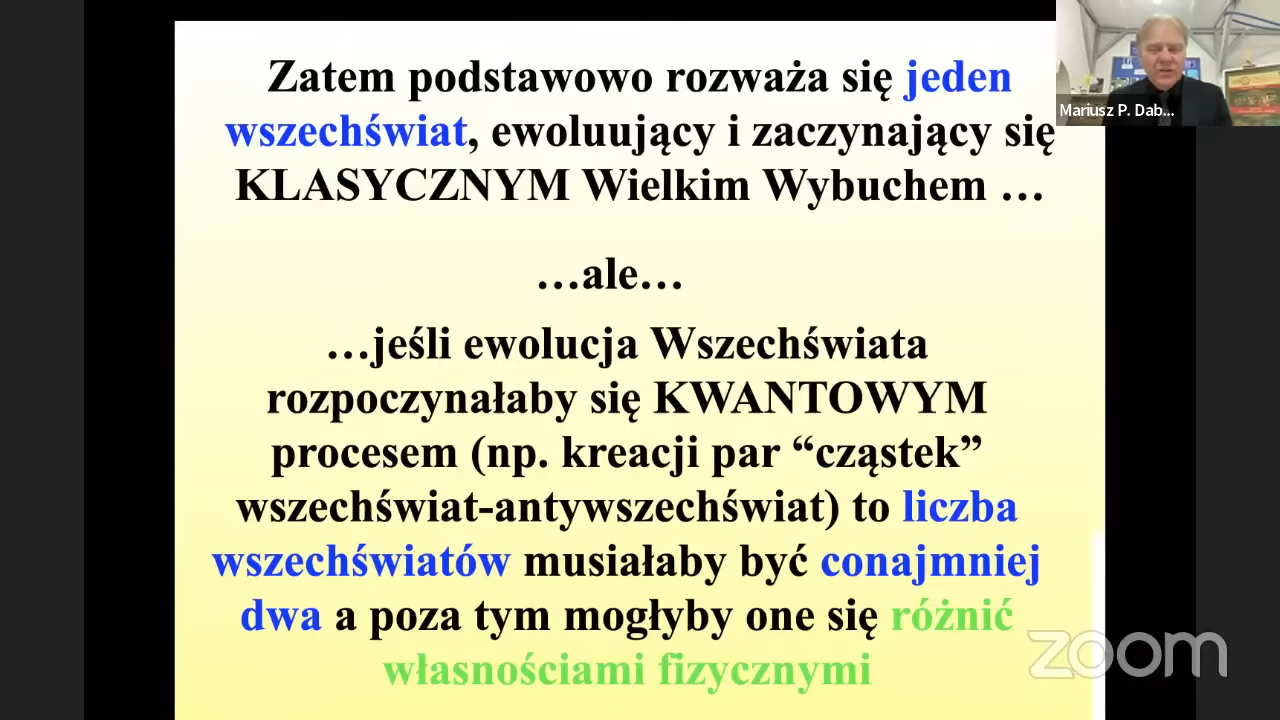 Zatem podstawowo rozważa się jeden
wszechświat, ewoluujący i zaczynający się
KLASYCZNYM Wielkim Wybuchem …
…ale…
…jeśli ewolucja Wszechświata
rozpoczynałaby się KWANTOWYM
procesem (np. kreacji par “cząstek”
wszechświat-antywszechświat) to liczba
wszechświatów musiałaby być conajmniej
dwa a poza tym mogłyby one się różnić
własnościami fizycznymi
Mariusz P. Dab...
zoom